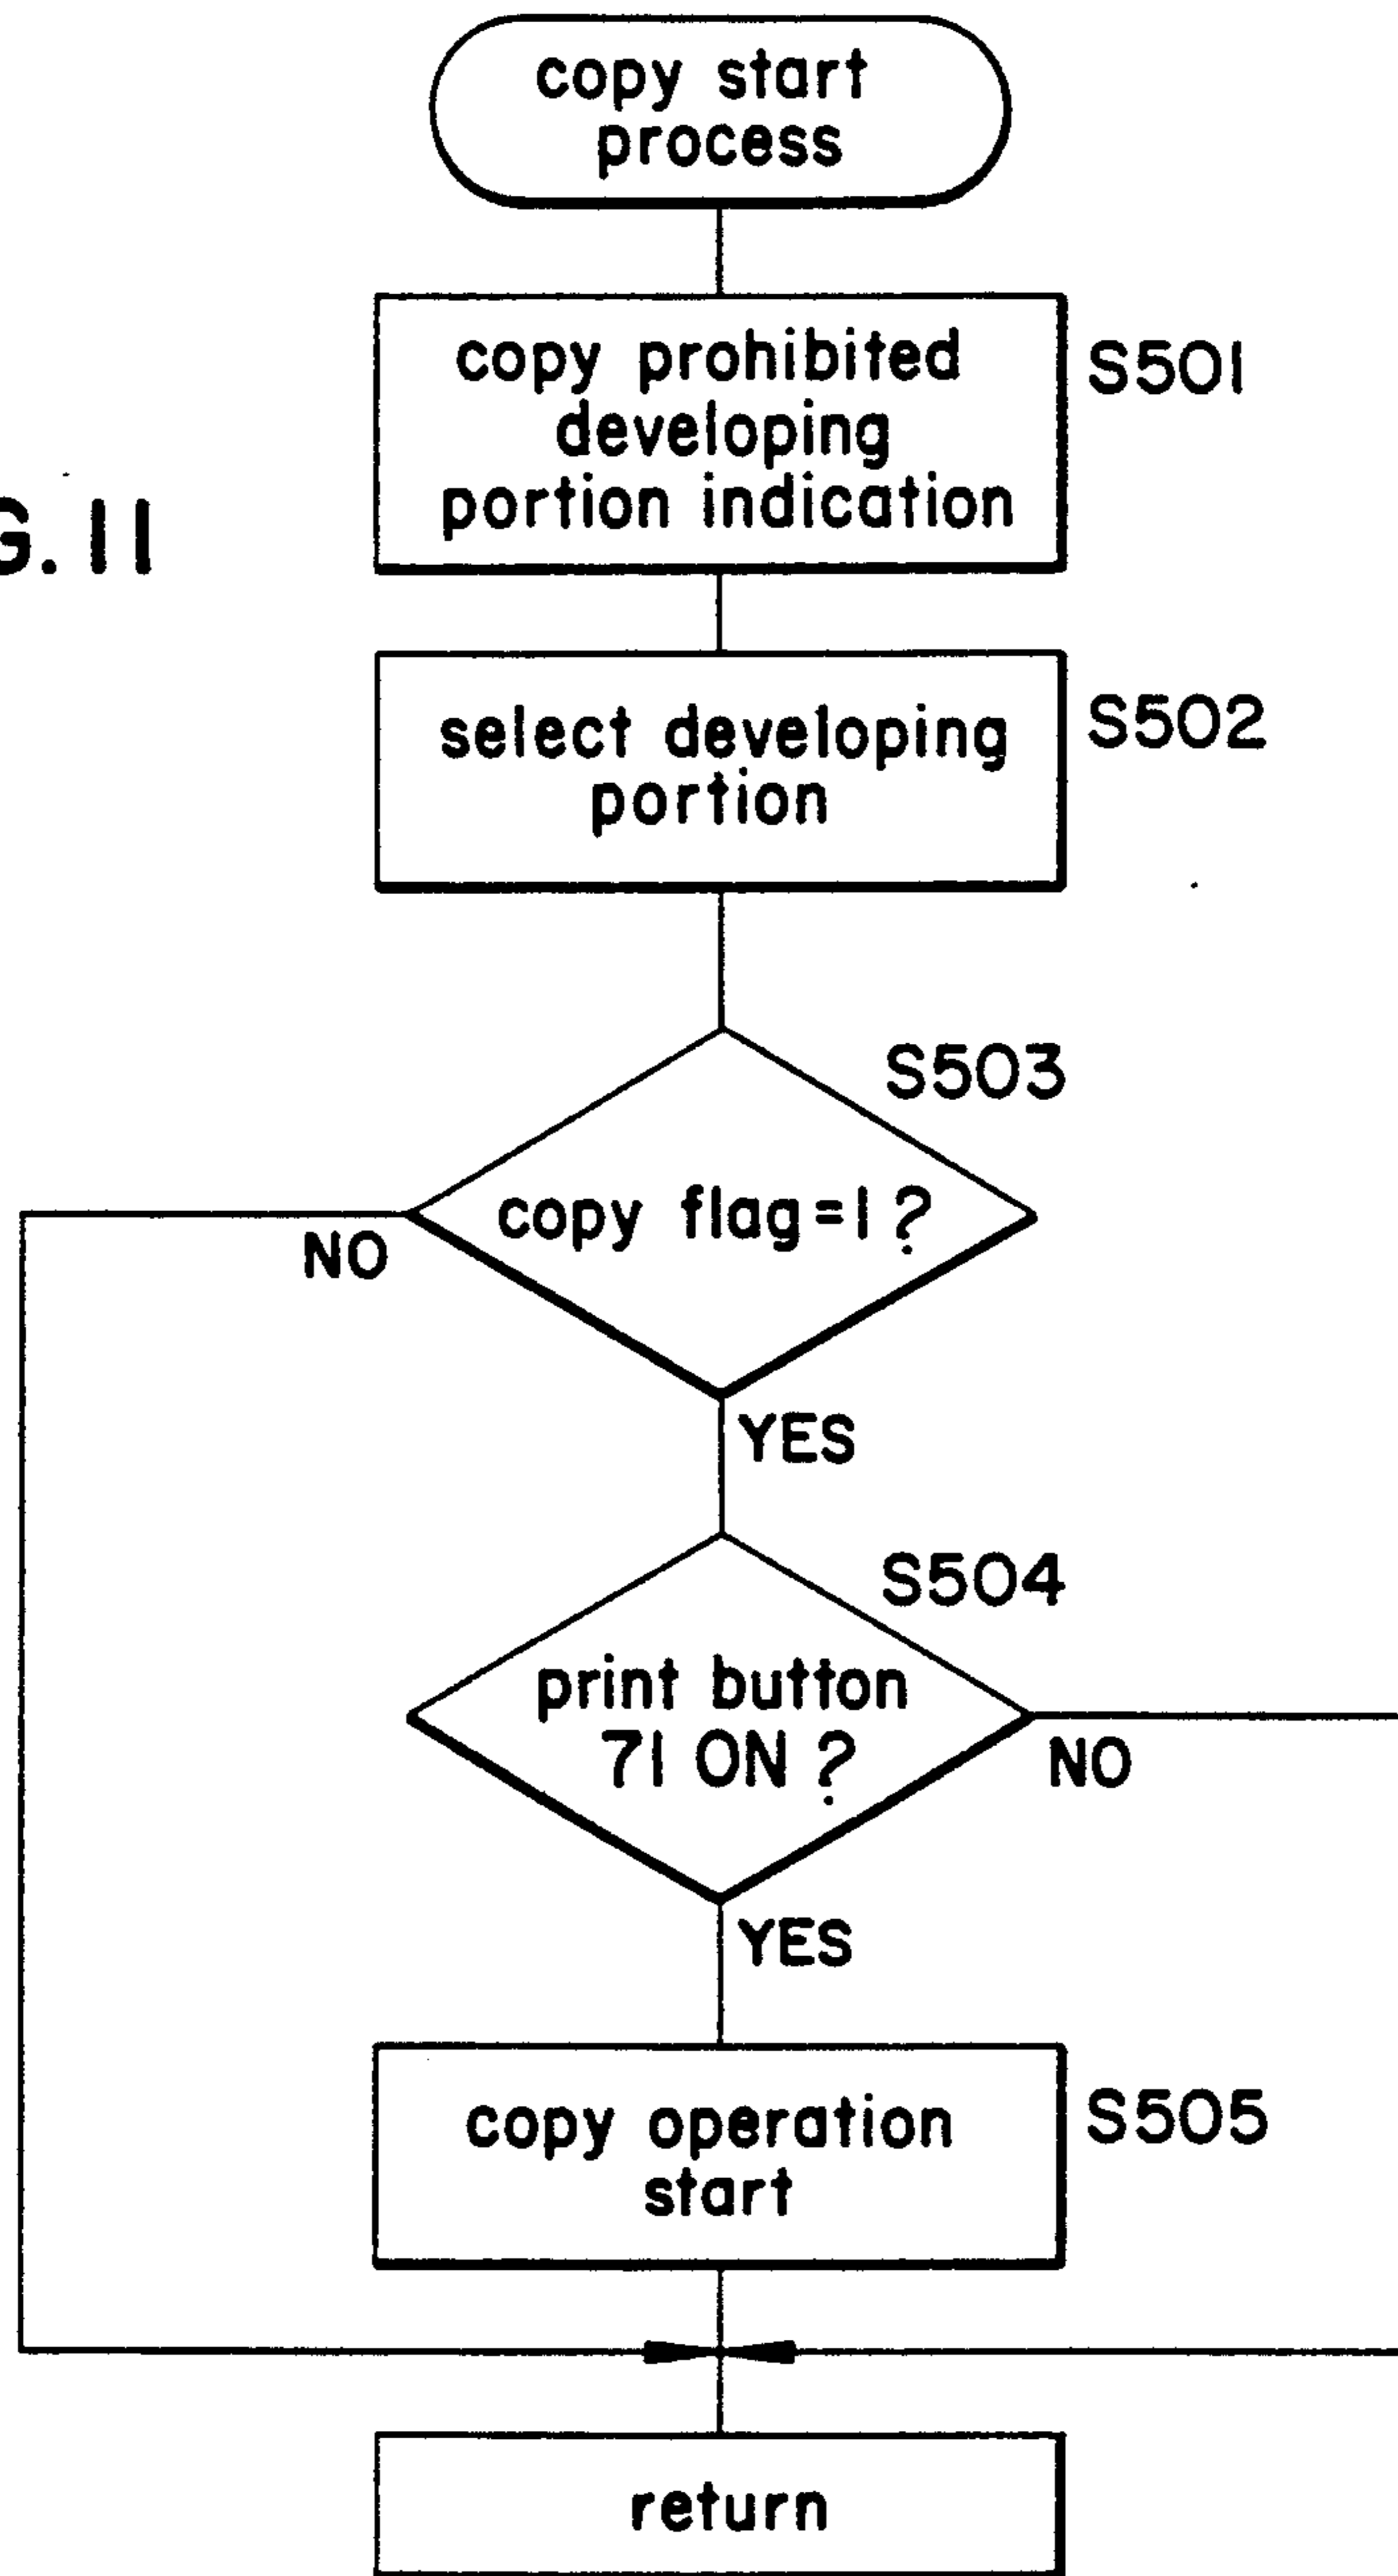 copy start
process
copy prohibited
developing
portion indication
S501
G. 11
select developing
portion
S502
S503
copy flag=1?
NO
YES
S504
print button
71 ON?
NO
YES
copy operation
start
S505
return